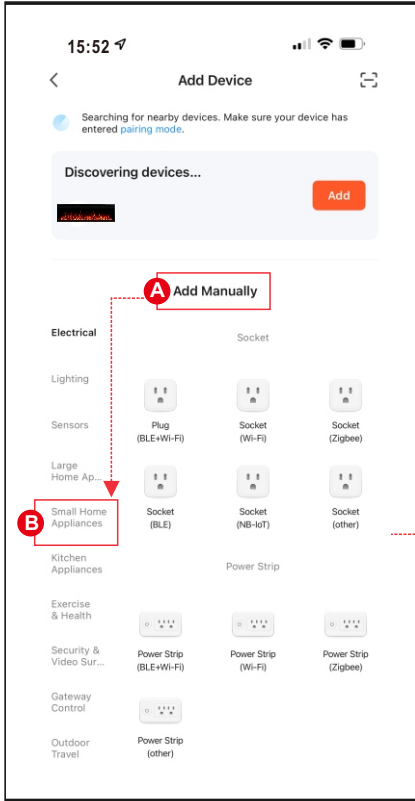 15:52
Add Device
Searching for nearby devices. Make sure your device has
entered pairing mode.
Discovering devices...
Add
A
Add Manually
Electrical
Lighting
Sensors
Large
Home Ap...
B
Small Home
Appliances
Kitchen
Appliances
Exercise
& Health
Security &
Video Sur...
Gateway
Control
Outdoor
Travel
Socket
Plug
(BLE+Wi-Fi)
Socket
(Wi-Fi)
Socket
(Zigbee)
Socket
(BLE)
Socket
(NB-IoT)
Socket
(other)
Power Strip
Power Strip
(BLE+Wi-Fi)
Power Strip
(Wi-Fi)
Power Strip
(Zigbee)
Power Strip
(other)